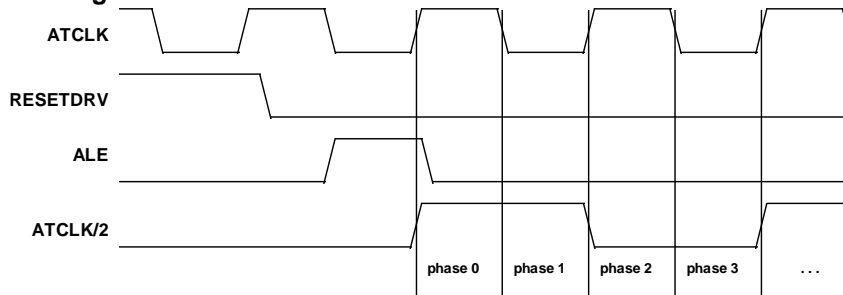 ATCLK
RESETDRV
ALE
ATCLK/2
phase 0 phase 1 phase 2 phase 3 . . .